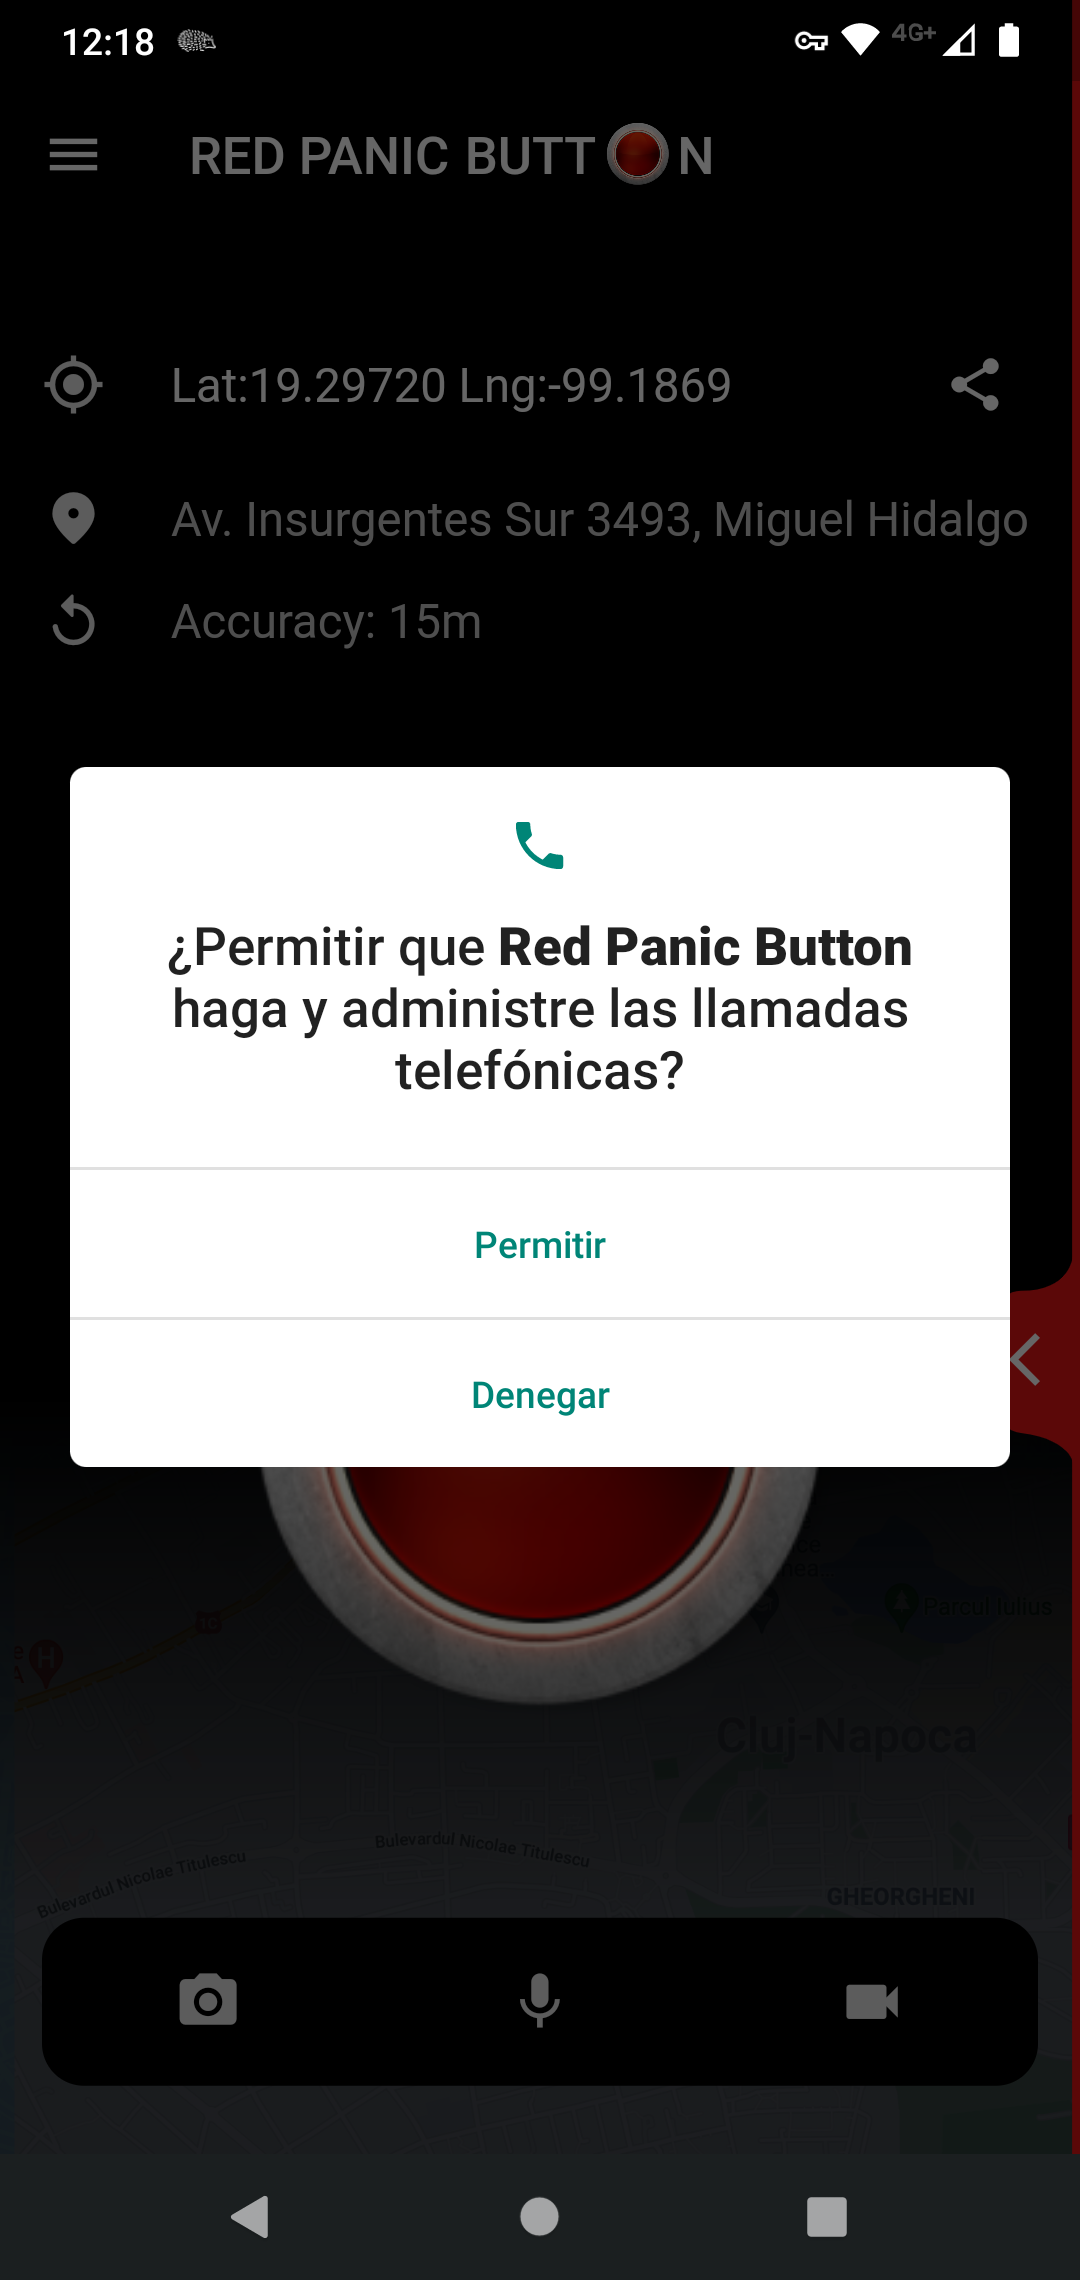 12:18
4G+
RED PANIC BUTT N
Lat:19.29720 Lng:-99.1869
Av. Insurgentes Sur 3493, Miguel Hidalgo
Accuracy: 15m
¿Permitir que Red Panic Button
haga y administre las llamadas
telefónicas?
Permitir
Denegar
Parcul Iulius
10
H
Cluj-Napoca
Bulevardul Nicolae Titulescu
Bulevardul Nicolae Titulescu
GHEORGHENI